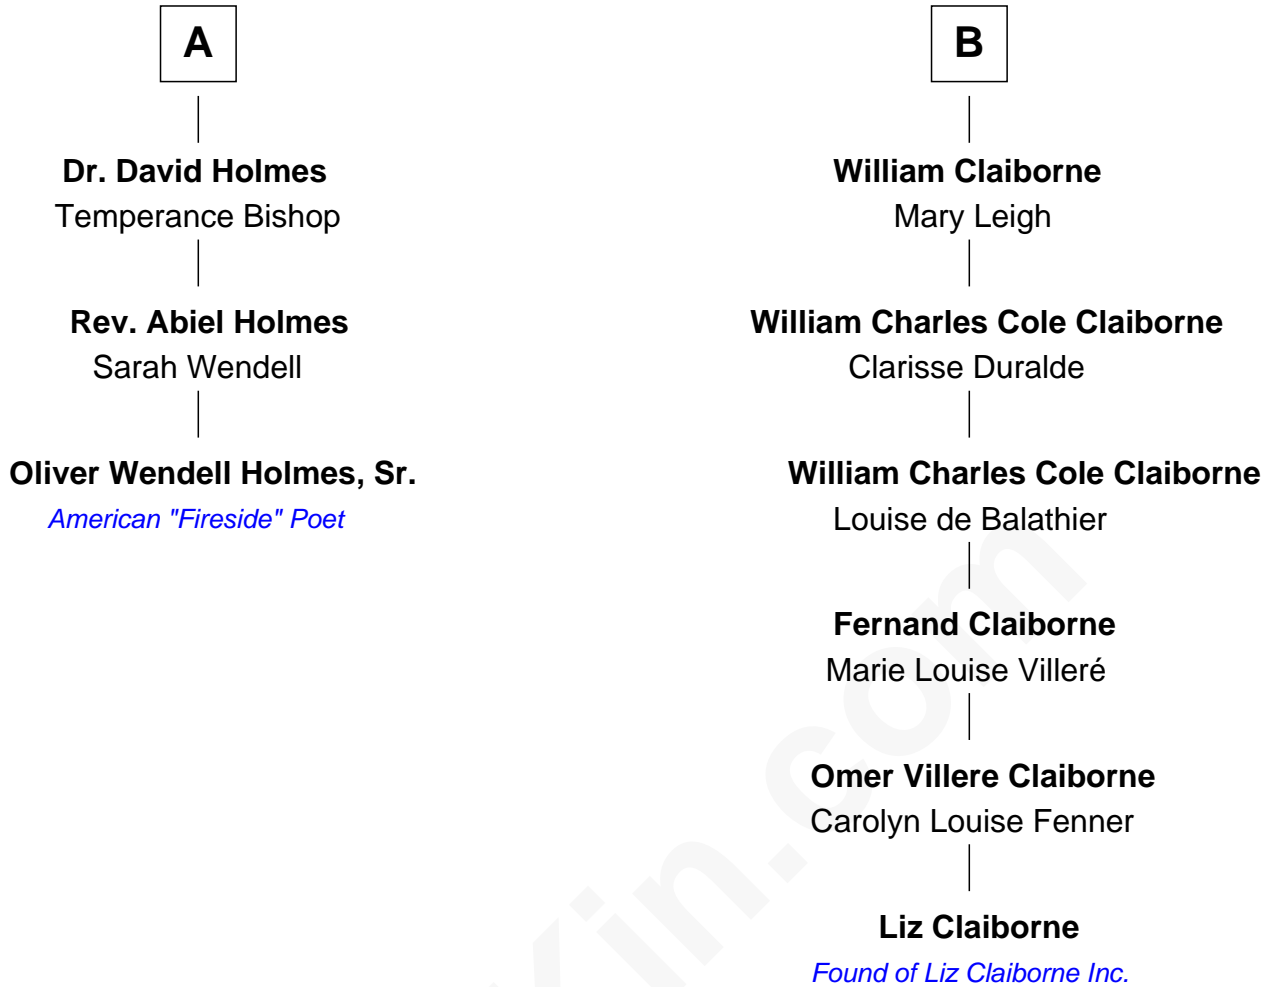 A
Dr. David Holmes
Temperance Bishop
Rev. Abiel Holmes
Sarah Wendell
Oliver Wendell Holmes, Sr.
American "Fireside" Poet
B
William Claiborne
Mary Leigh
William Charles Cole Claiborne
Clarisse Duralde
William Charles Cole Claiborne
Louise de Balathier
Fernand Claiborne
Marie Louise Villeré
Omer Villere Claiborne
Carolyn Louise Fenner
Liz Claiborne
Found of Liz Claiborne Inc.
Kin.com